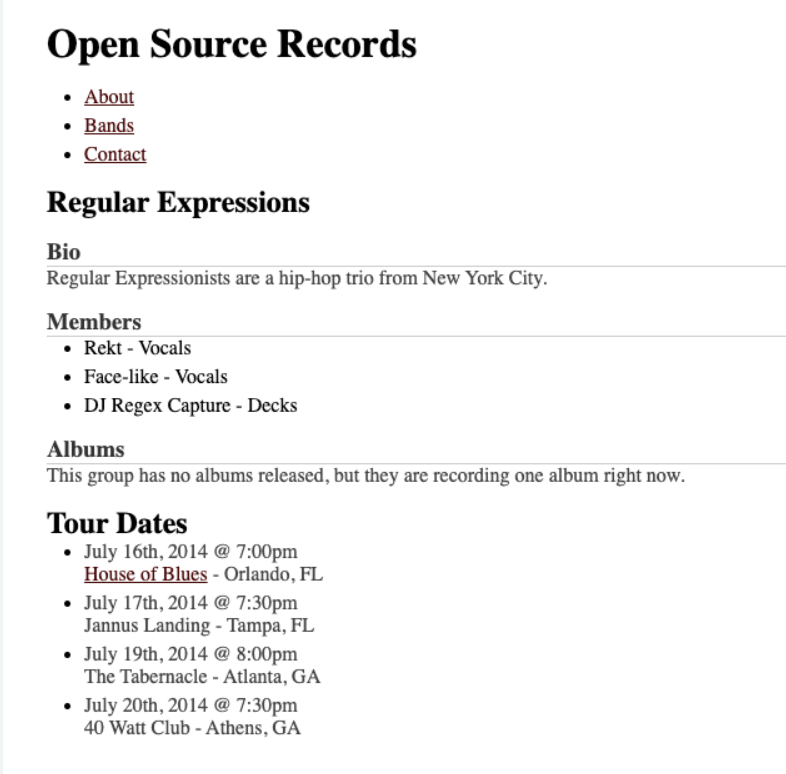 Open Source Records
About
Bands
Contact
Regular Expressions
Bio
Regular Expressionists are a hip-hop trio from New York City.
Members
Rekt - Vocals
Face-like - Vocals
DJ Regex Capture - Decks
Albums
This group has no albums released, but they are recording one album right now.
Tour Dates
July 16th, 2014 @ 7:00pm
House of Blues - Orlando, FL
July 17th, 2014 @ 7:30pm
Jannus Landing - Tampa, FL
July 19th, 2014 @ 8:00pm
The Tabernacle - Atlanta, GA
July 20th, 2014 @ 7:30pm
40 Watt Club - Athens, GA